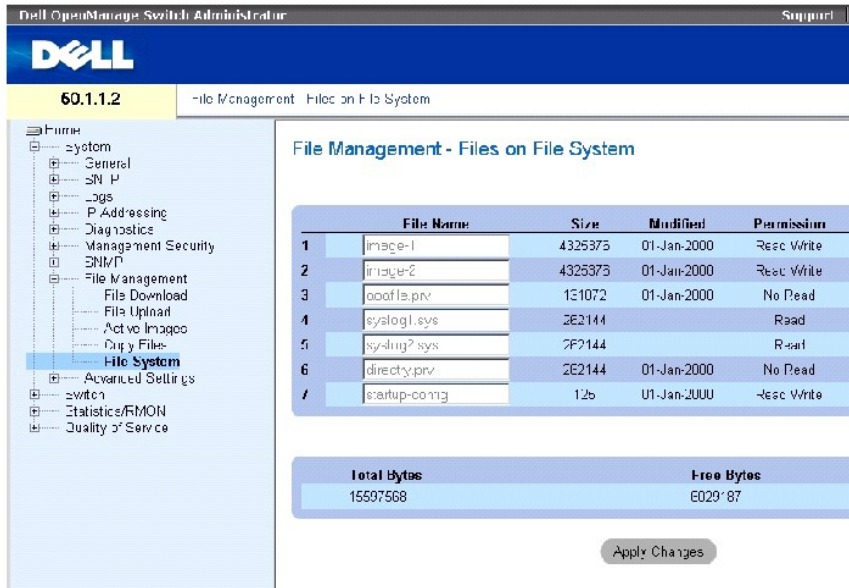 Dell OpenManage Switch Administrator Support
DELL
60.1.1.2 File Management Files on File System
Home
System
General
SNTP
Logs
IP Addressing
Diagnostics
Management Security
SNMP
File Management
File Download
File Upload
Active Images
Copy Files
File System
Advanced Settings
Switch
Statistics/RMON
Quality of Service
File Management - Files on File System
File Name Size Modified Permission
1 image-1 4325376 01-Jan-2000 Read Write
2 image-2 4325376 01-Jan-2000 Read Write
3 131072 01-Jan-2000 No Read
4 syslog1.sys 262144 Read
5 syslog2.sys 262144 Read
6 directry.prv 262144 01-Jan-2000 No Read
7 startup-config 125 01-Jan-2000 Read Write
Total Bytes Free Bytes
15597568 6029187
Apply Changes